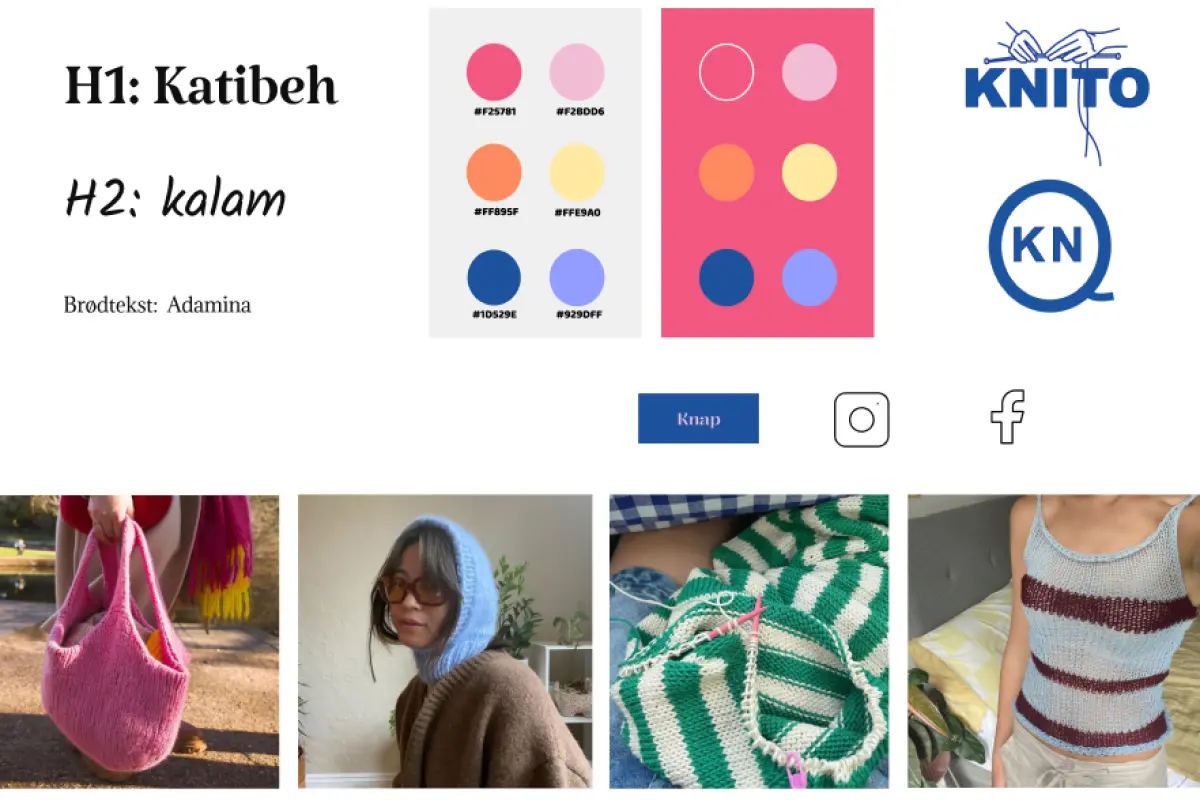 H1: Katibeh
H2: kalam
Brødtekst: Adamina
#F25781
#F2BDD6
#FF895F
#FFE9A0
#1D529E
#929DFF
KNITO
KN
Knap